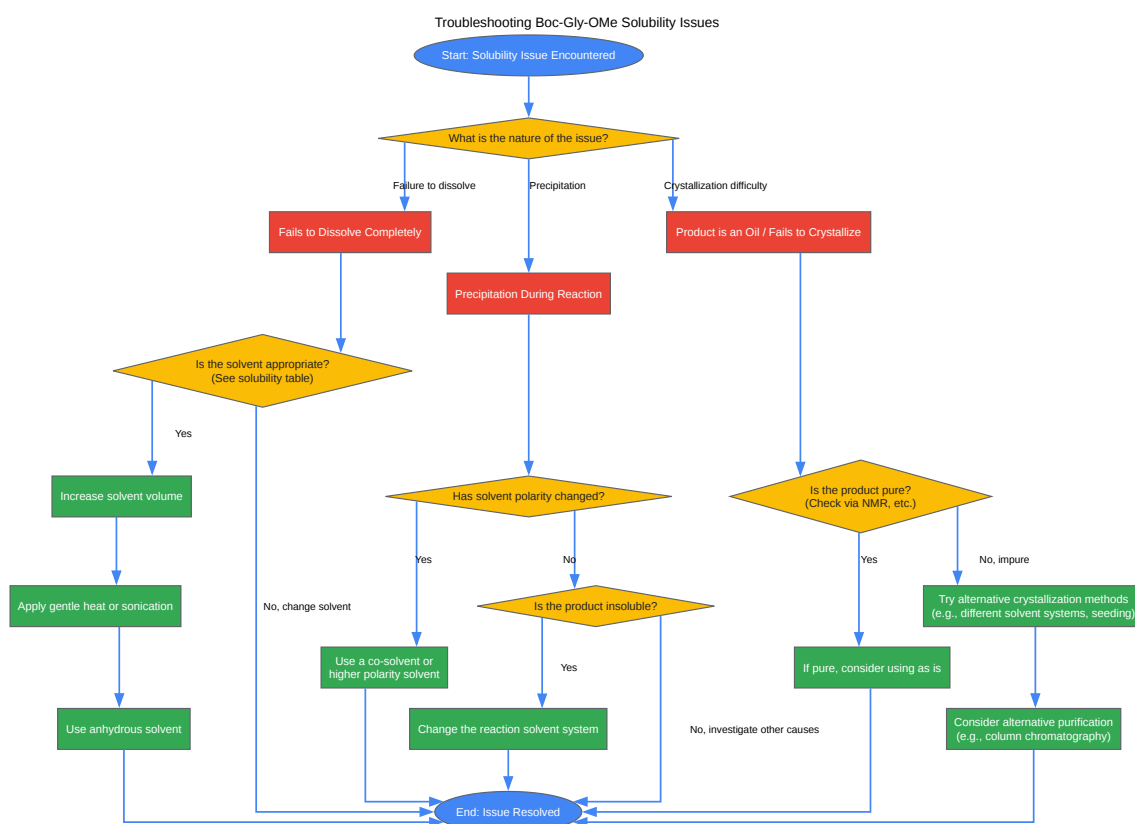 Troubleshooting Boc-Gly-OMe Solubility Issues
Start: Solubility Issue Encountered
What is the nature of the issue?
Failure to dissolve
Precipitation
Crystallization difficulty
Fails to Dissolve Completely
Product is an Oil / Fails to Crystallize
Precipitation During Reaction
Is the solvent appropriate?
(See solubility table)
Yes
Increase solvent volume
Has solvent polarity changed?
Is the product pure?
(Check via NMR, etc.)
Yes
No
Yes
No, impure
Apply gentle heat or sonication
No, change solvent
Is the product insoluble?
Try alternative crystallization methods
(e.g., different solvent systems, seeding)
Use a co-solvent or
higher polarity solvent
Yes
If pure, consider using as is
Use anhydrous solvent
Change the reaction solvent system
No, investigate other causes
Consider alternative purification
(e.g., column chromatography)
End: Issue Resolved